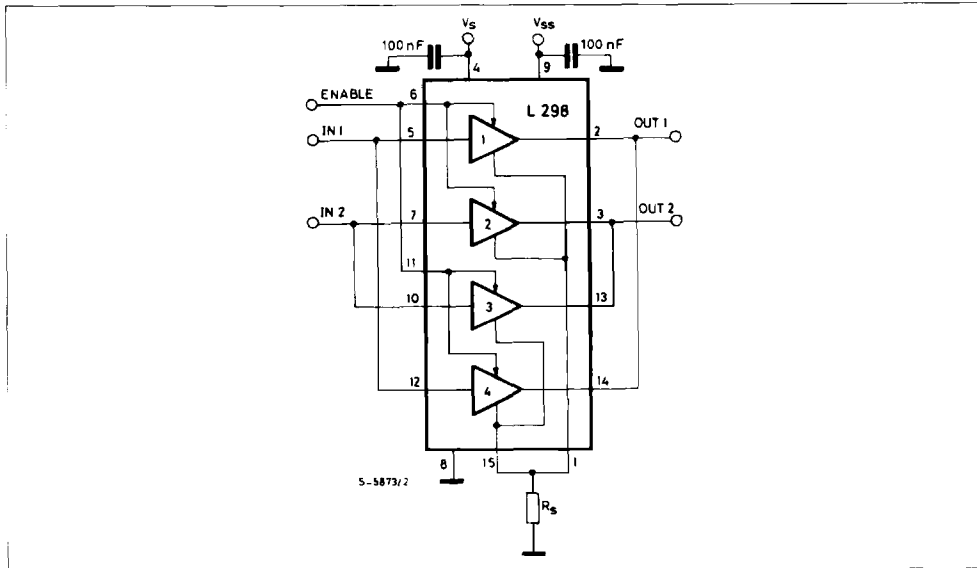 Vs Vss
100 nF 100 nF
4 9
ENABLE 6
L 298
IN 1 5 1 2 OUT 1
IN 2 7 2 3 OUT 2
11
10 3 13
12 4 14
8 15 1
S-5873/2
Rs